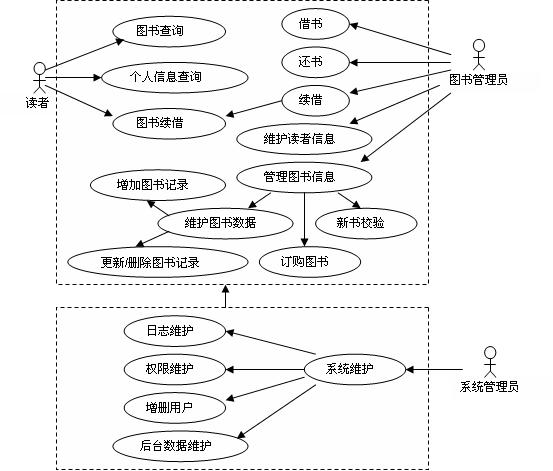 图书查询
借书
还书
个人信息查询
读者
图书管理员
续借
图书续借
维护读者信息
管理图书信息
增加图书记录
维护图书数据
新书校验
更新/删除图书记录
订购图书
日志维护
权限维护
系统维护
系统管理员
增删用户
后台数据维护